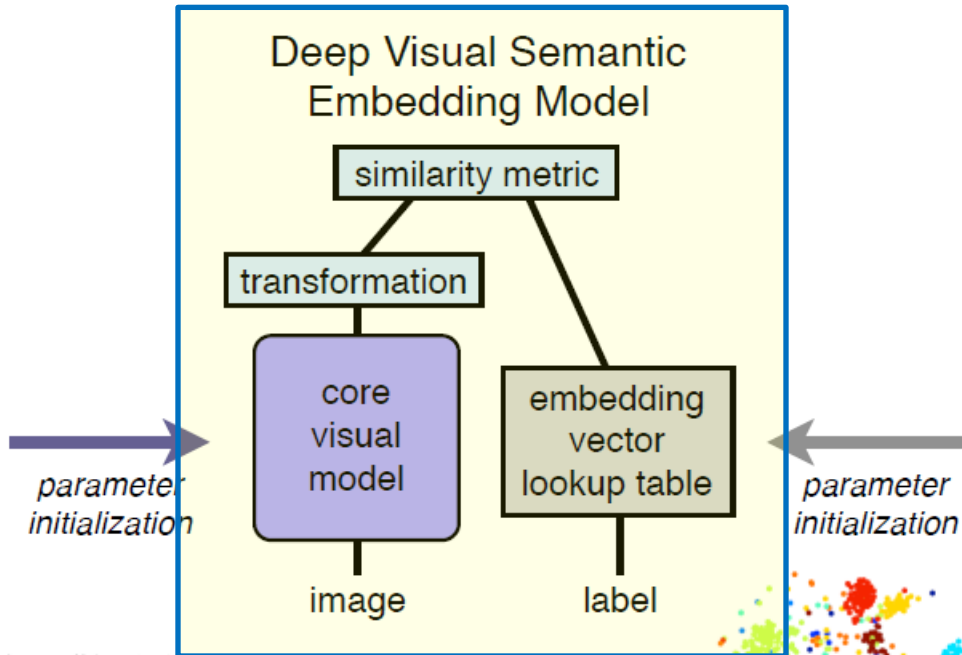 Deep Visual Semantic
Embedding Model
similarity metric
transformation
core
visual
model
embedding
vector
lookup table
parameter
initialization
parameter
initialization
image
label